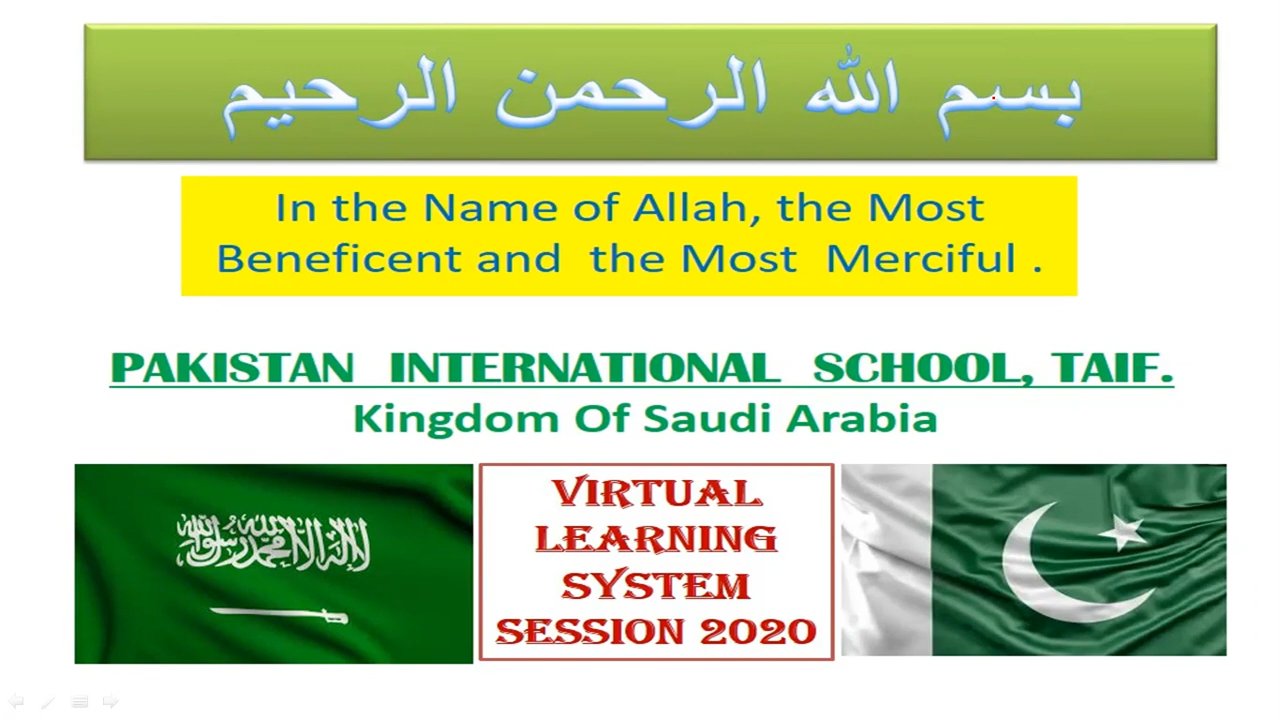 بسم الله الرحمن الرحيم
In the Name of Allah, the Most
Beneficent and the Most Merciful .
PAKISTAN INTERNATIONAL SCHOOL, TAIF.
Kingdom Of Saudi Arabia
لا إله إلا الله محمد رسول الله
VIRTUAL
LEARNING
SYSTEM
SESSION 2020